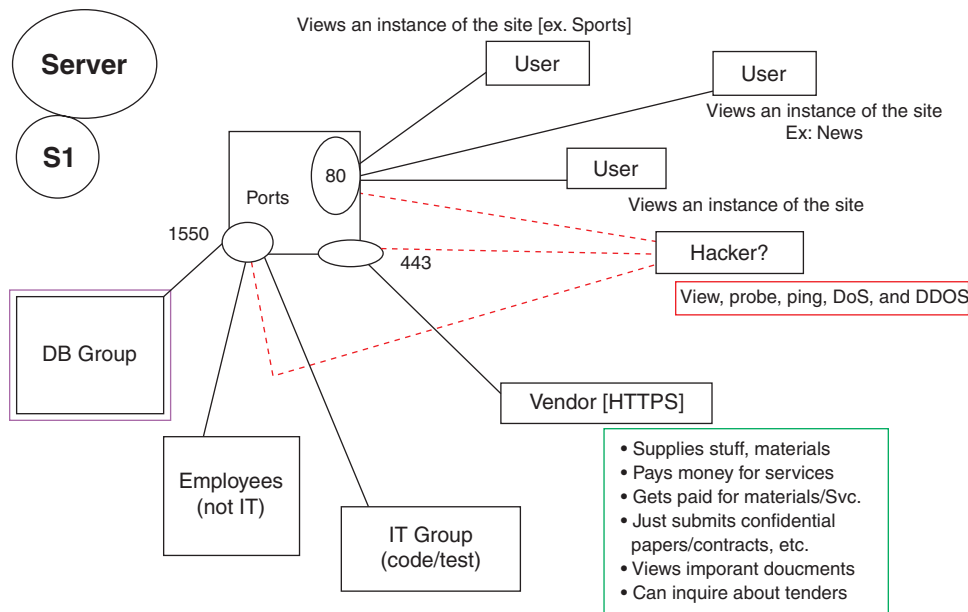 Views an instance of the site [ex. Sports]
Server
User
User
Views an instance of the site
Ex: News
S1
80
User
Ports
Views an instance of the site
1550
443
Hacker?
View, probe, ping, DoS, and DDOS
DB Group
Vendor [HTTPS]
• Supplies stuff, materials
• Pays money for services
• Gets paid for materials/Svc.
• Just submits confidential
papers/contracts, etc.
• Views imporant doucments
• Can inquire about tenders
Employees
(not IT)
IT Group
(code/test)